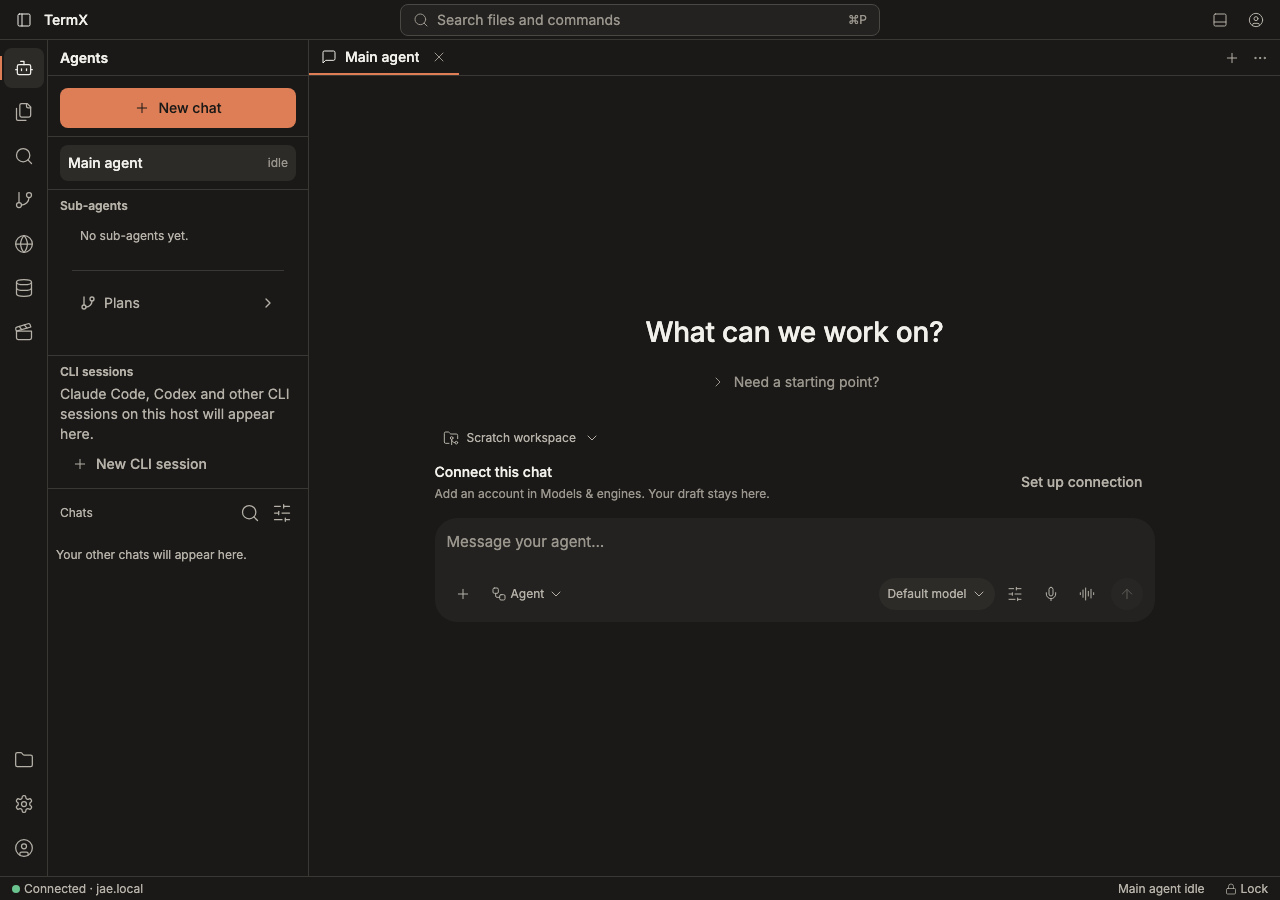 TermX
Search files and commands
⌘P
Agents
Main agent
New chat
Main agent
idle
Sub-agents
No sub-agents yet.
Plans
CLI sessions
Claude Code, Codex and other CLI
sessions on this host will appear
here.
New CLI session
Chats
Your other chats will appear here.
What can we work on?
Need a starting point?
Scratch workspace
Connect this chat
Add an account in Models & engines. Your draft stays here.
Set up connection
Message your agent...
Agent
Default model
Connected · jae.local
Main agent idle
Lock